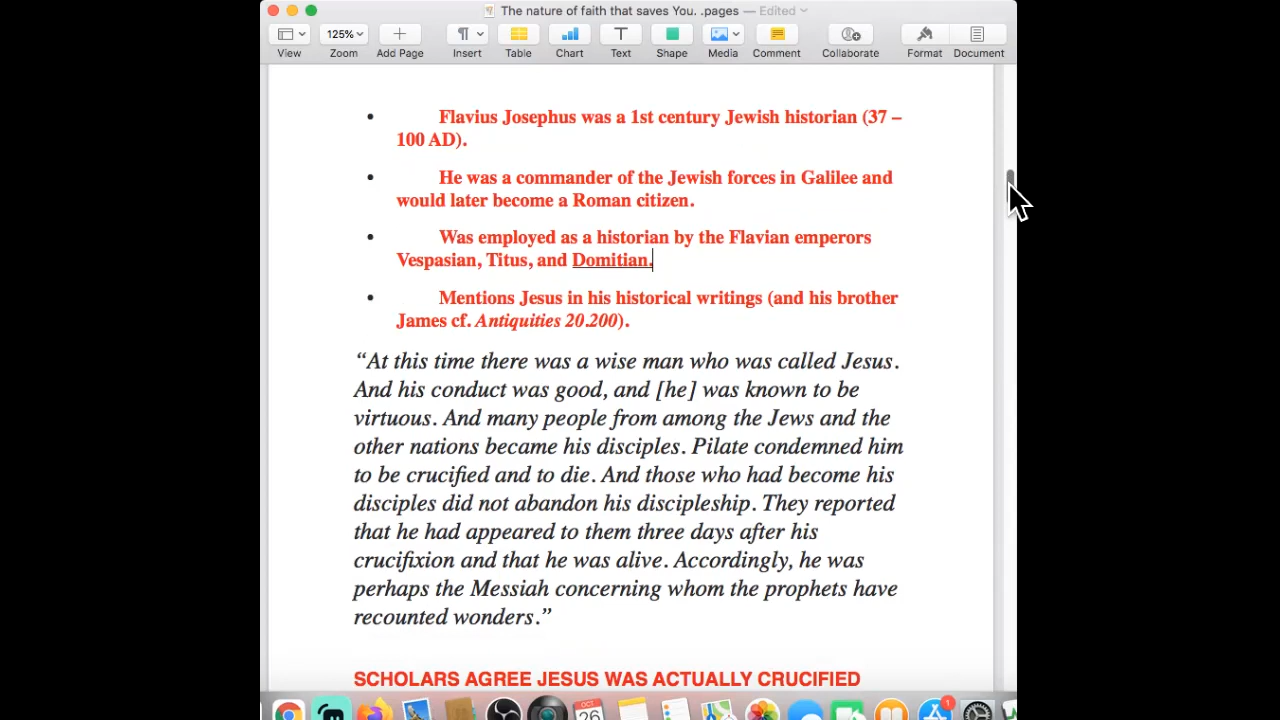 The nature of faith that saves You. .pages — Edited
125%
View
Zoom
Add Page
Insert
Table
Chart
Text
Shape
Media
Comment
Collaborate
Format
Document
• Flavius Josephus was a 1st century Jewish historian (37 –
100 AD).
• He was a commander of the Jewish forces in Galilee and
would later become a Roman citizen.
• Was employed as a historian by the Flavian emperors
Vespasian, Titus, and Domitian.
• Mentions Jesus in his historical writings (and his brother
James cf. Antiquities 20.200).
“At this time there was a wise man who was called Jesus.
And his conduct was good, and [he] was known to be
virtuous. And many people from among the Jews and the
other nations became his disciples. Pilate condemned him
to be crucified and to die. And those who had become his
disciples did not abandon his discipleship. They reported
that he had appeared to them three days after his
crucifixion and that he was alive. Accordingly, he was
perhaps the Messiah concerning whom the prophets have
recounted wonders.”
SCHOLARS AGREE JESUS WAS ACTUALLY CRUCIFIED
OCT
26
1